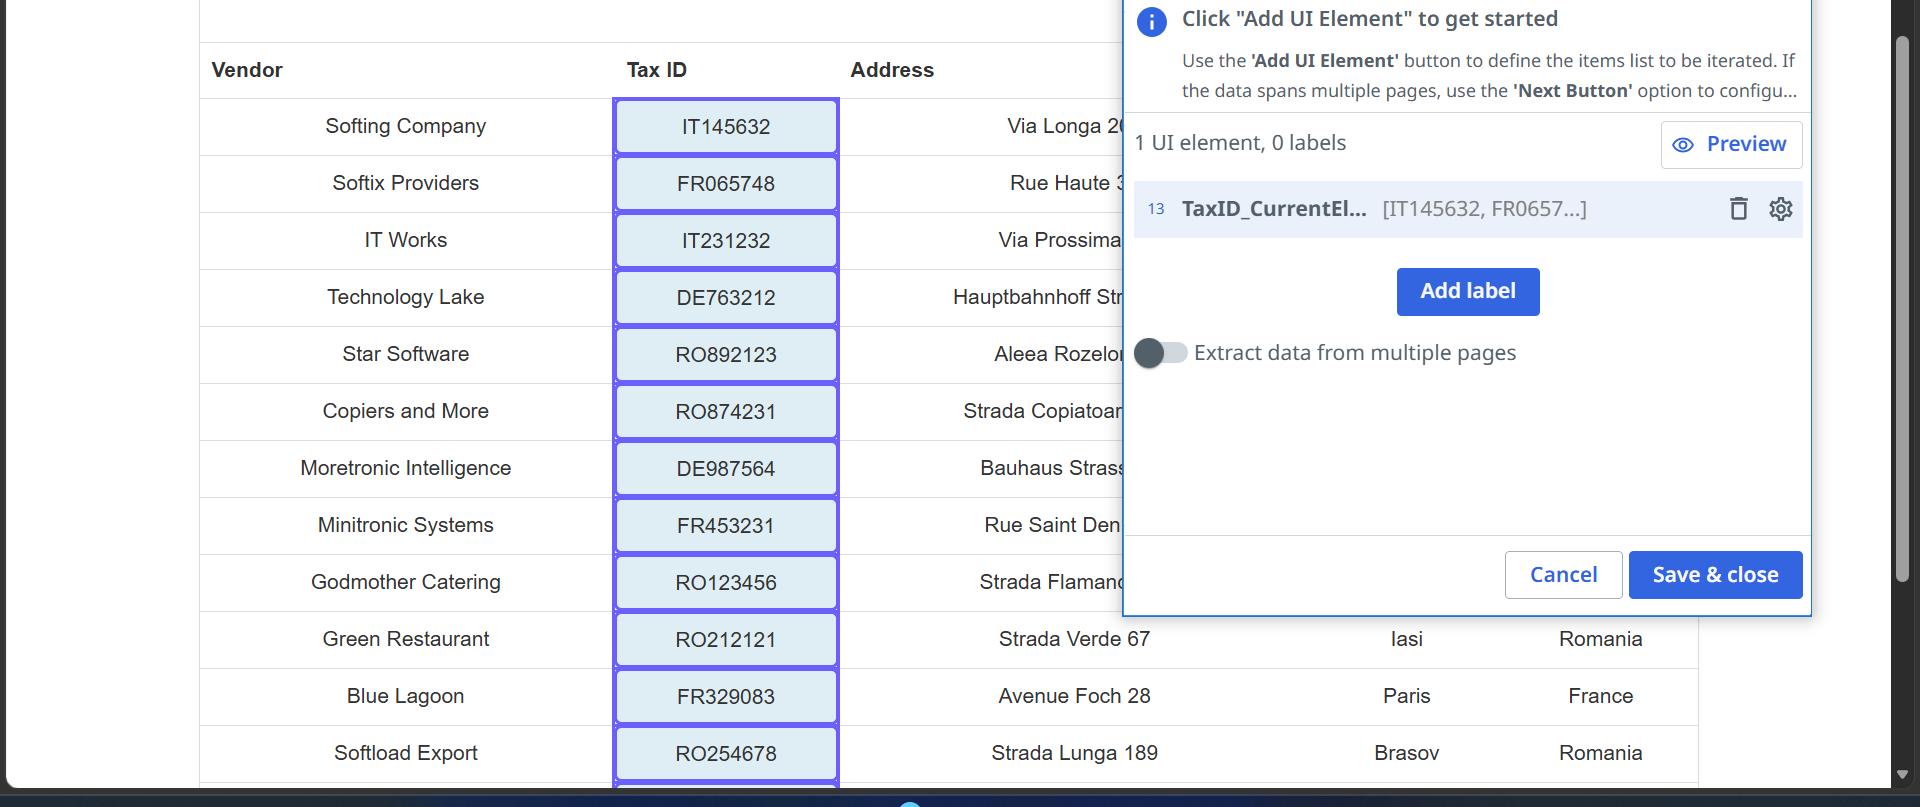 Click "Add UI Element" to get started
Use the 'Add UI Element' button to define the items list to be iterated. If
the data spans multiple pages, use the 'Next Button' option to configu...
1 UI element, 0 labels
Preview
13 TaxID_CurrentEl... [IT145632, FR0657...]
Add label
Extract data from multiple pages
Cancel Save & close
Vendor Tax ID Address
Softing Company IT145632 Via Longa
Softix Providers FR065748 Rue Haute
IT Works IT231232 Via Prossima
Technology Lake DE763212 Hauptbahnhoff
Star Software RO892123 Aleea
Copiers and More RO874231 Strada
Moretronic Intelligence DE987564 Bauhaus
Minitronic Systems FR453231 Rue Saint
Godmother Catering RO123456 Strada
Green Restaurant RO212121 Strada Verde 67 Iasi Romania
Blue Lagoon FR329083 Avenue Foch 28 Paris France
Softload Export RO254678 Strada Lunga 189 Brasov Romania